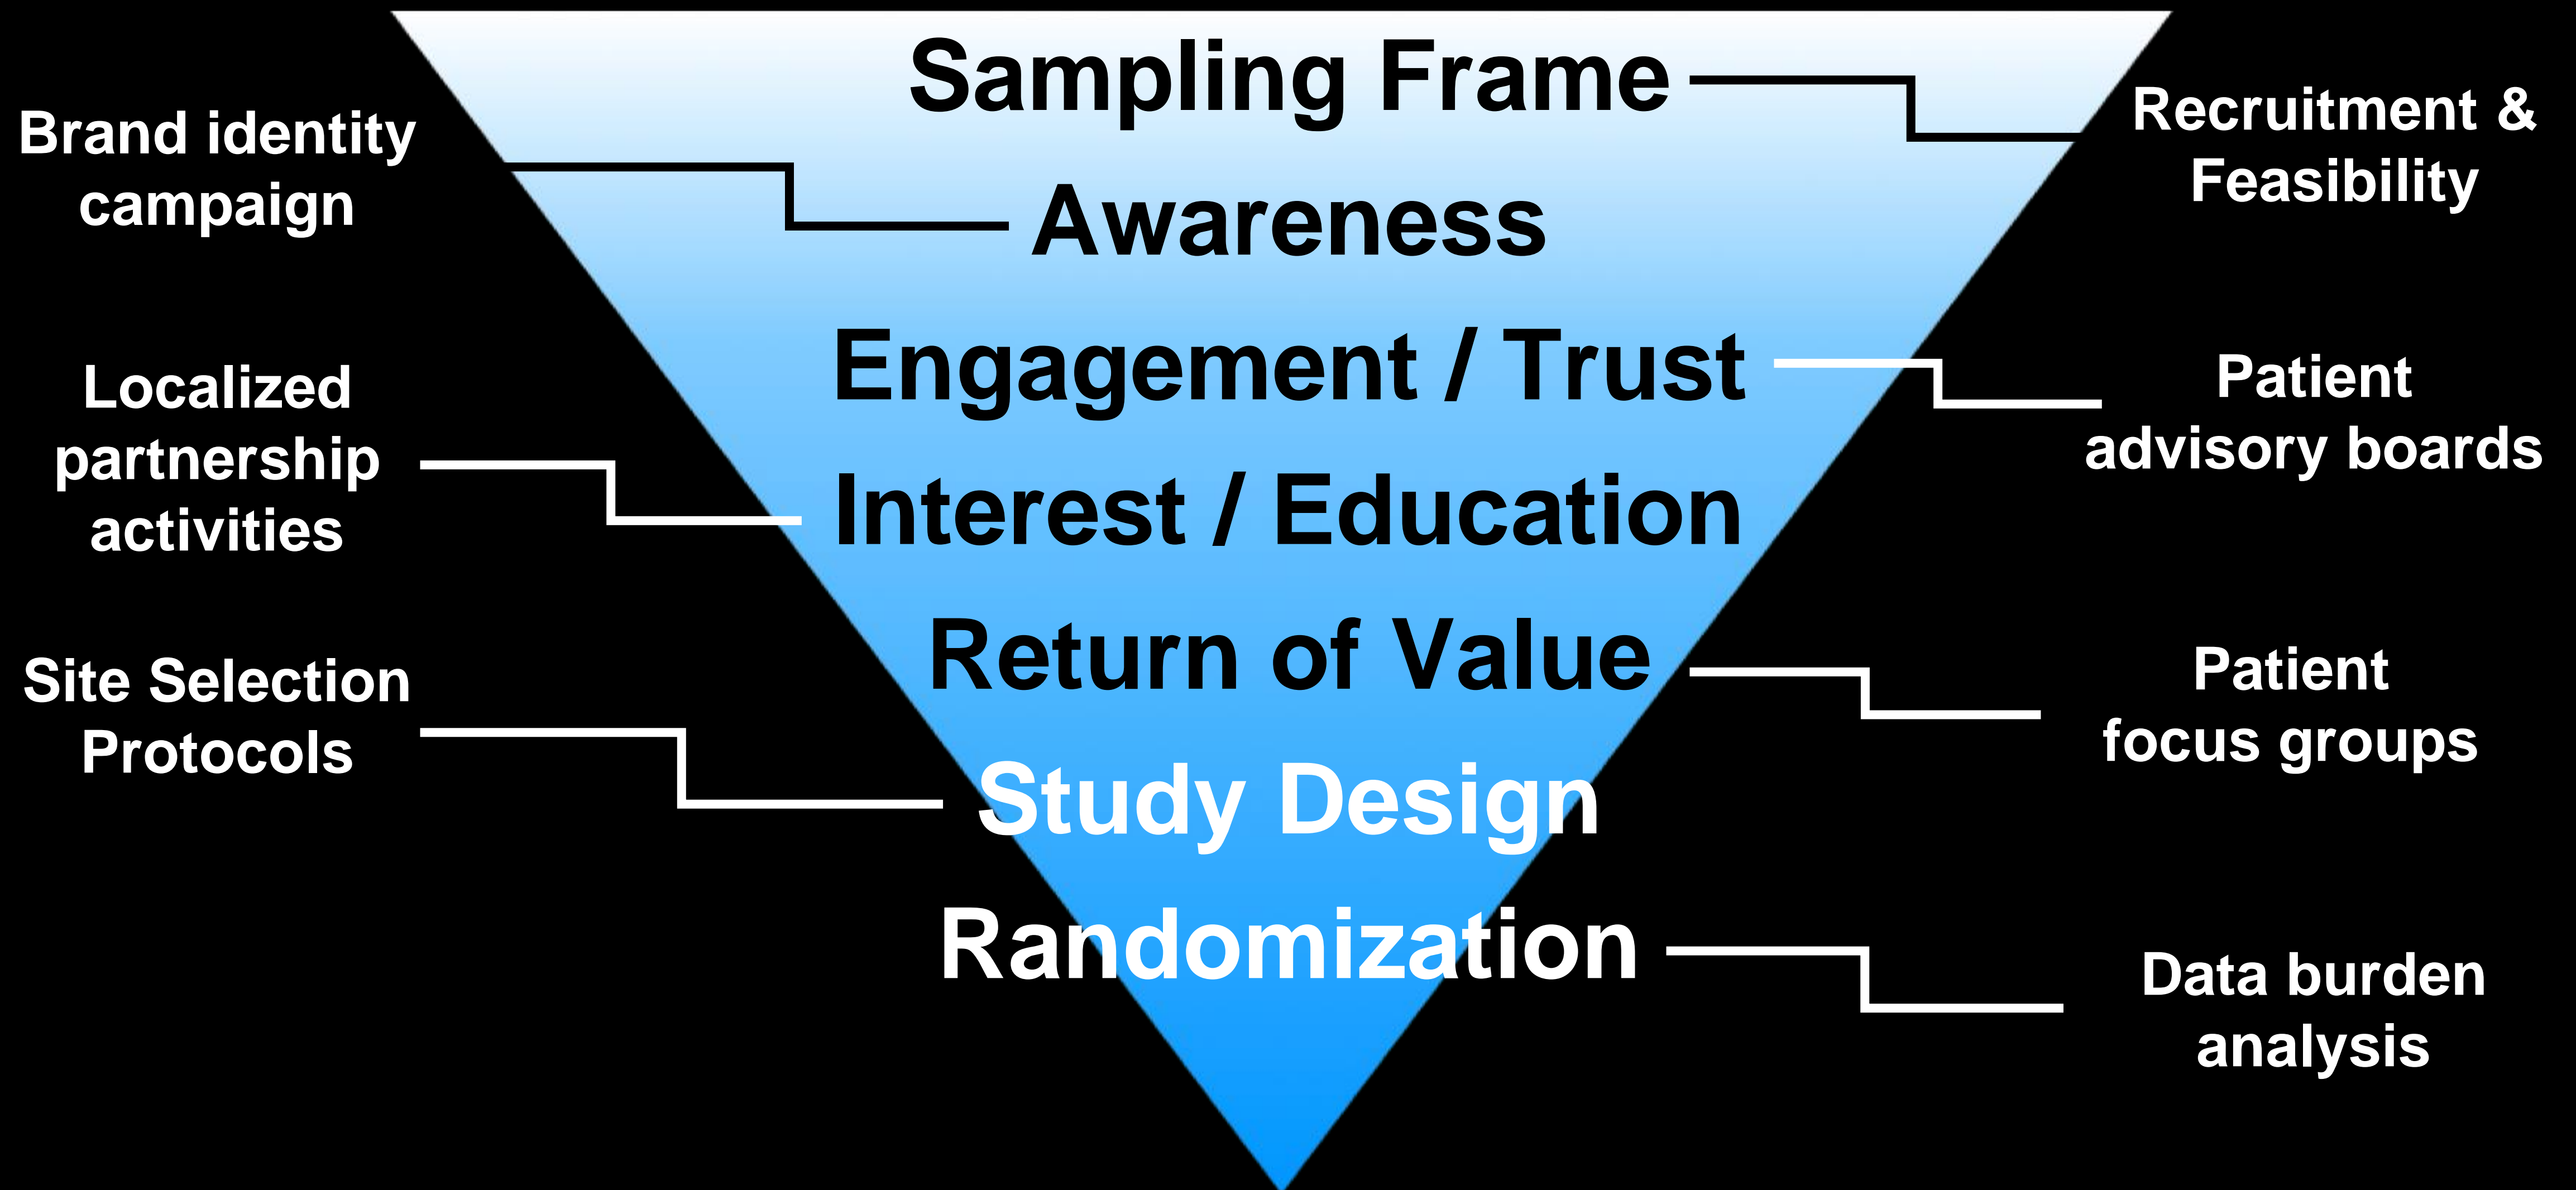 Sampling Frame
Recruitment &
Feasibility
Brand identity
campaign
Awareness
Engagement / Trust
Patient
advisory boards
Localized
partnership
activities
Interest / Education
Return of Value
Patient
focus groups
Site Selection
Protocols
Study Design
Randomization
Data burden
analysis